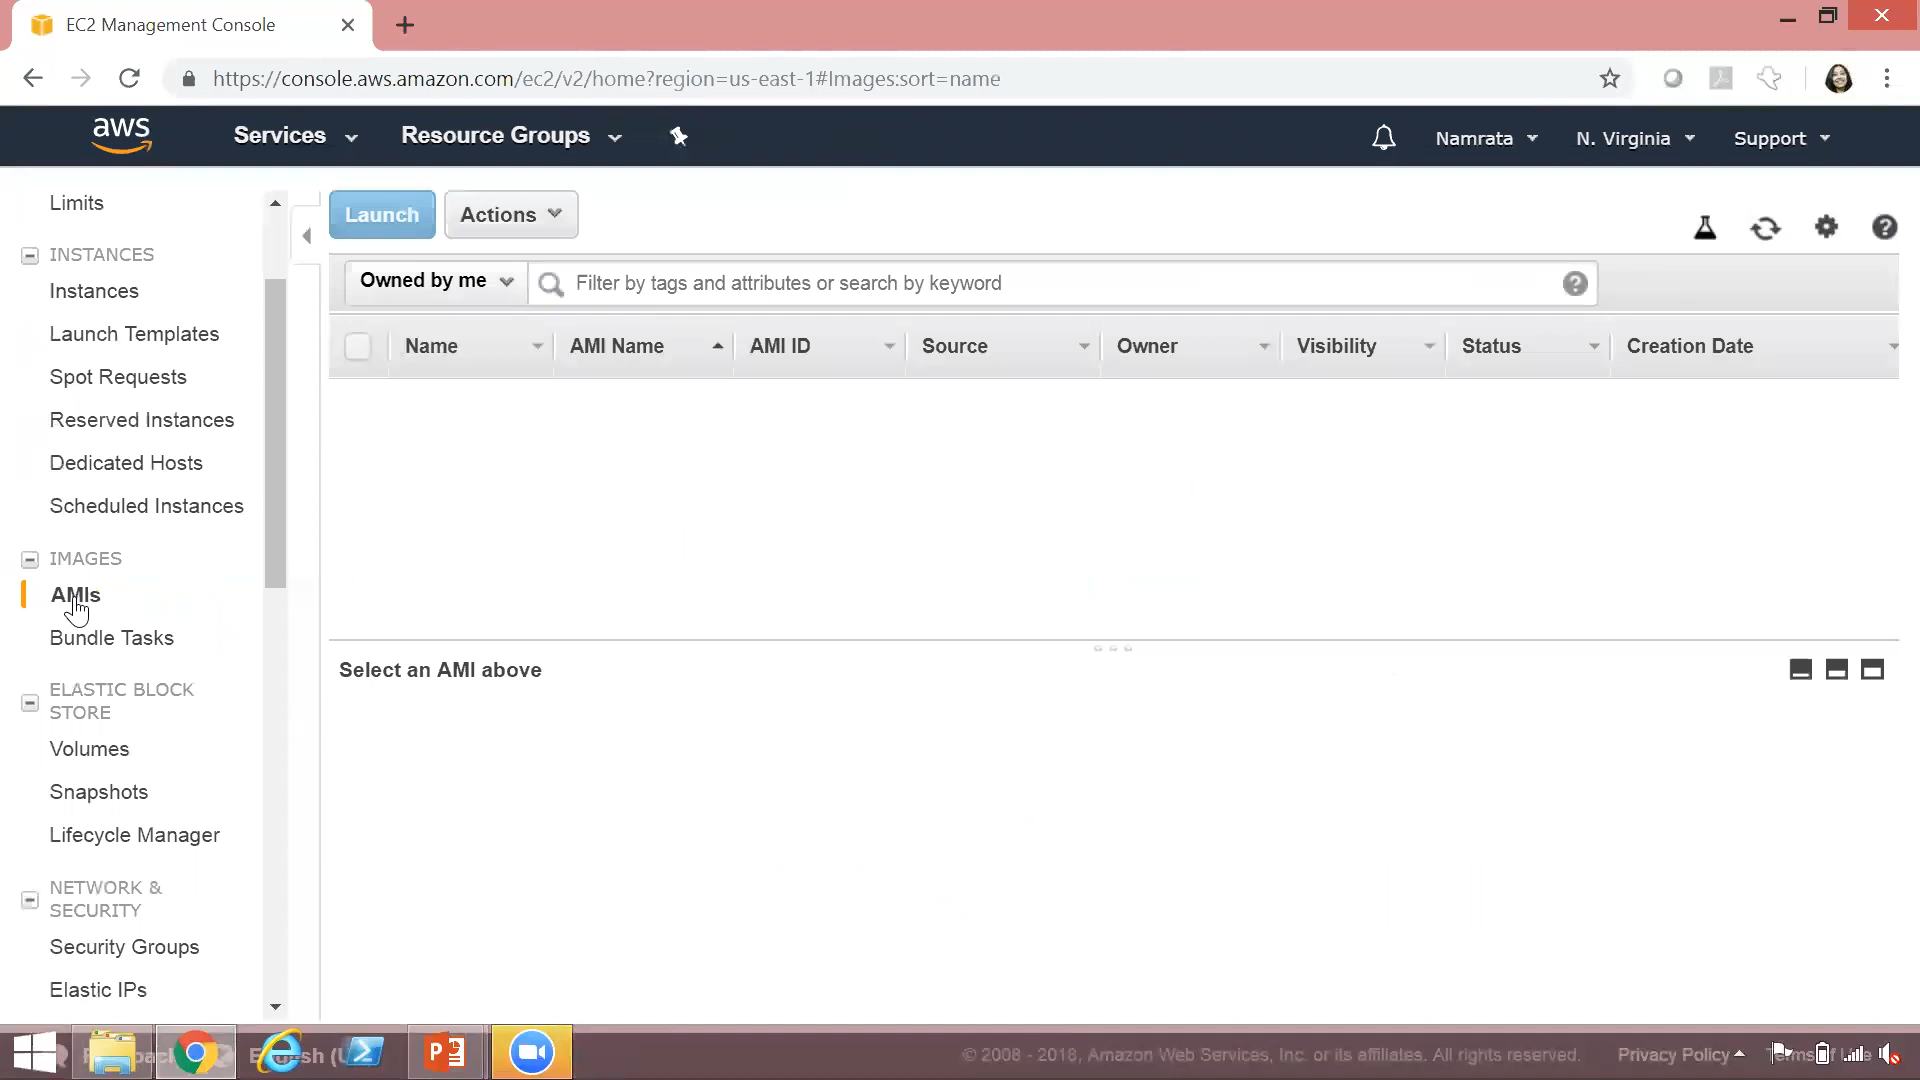 EC2 Management Console
https://console.aws.amazon.com/ec2/v2/home?region=us-east-1#Images:sort=name
aws
Services
Resource Groups
Namrata
N. Virginia
Support
Limits
INSTANCES
Instances
Launch Templates
Spot Requests
Reserved Instances
Dedicated Hosts
Scheduled Instances
IMAGES
AMIs
Bundle Tasks
ELASTIC BLOCK
STORE
Volumes
Snapshots
Lifecycle Manager
NETWORK &
SECURITY
Security Groups
Elastic IPs
Launch
Actions
Owned by me
Filter by tags and attributes or search by keyword
Name
AMI Name
AMI ID
Source
Owner
Visibility
Status
Creation Date
Select an AMI above
© 2008 - 2018, Amazon Web Services, Inc. or its affiliates. All rights reserved.
Privacy Policy